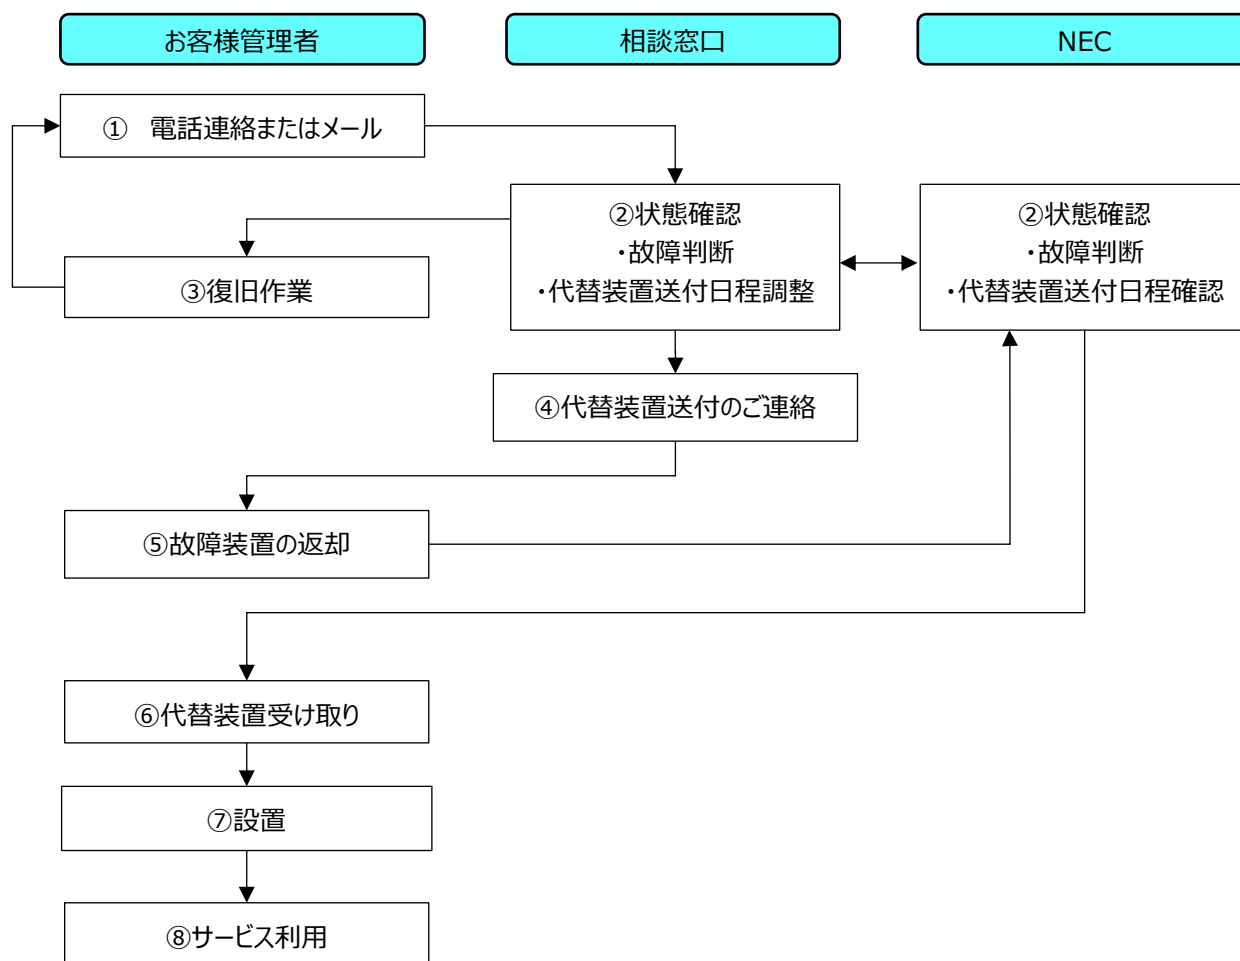 お客様管理者
相談窓口
NEC
① 電話連絡またはメール
②状態確認
・故障判断
・代替装置送付日程調整
②状態確認
・故障判断
・代替装置送付日程確認
③復旧作業
④代替装置送付のご連絡
⑤故障装置の返却
⑥代替装置受け取り
⑦設置
⑧サービス利用